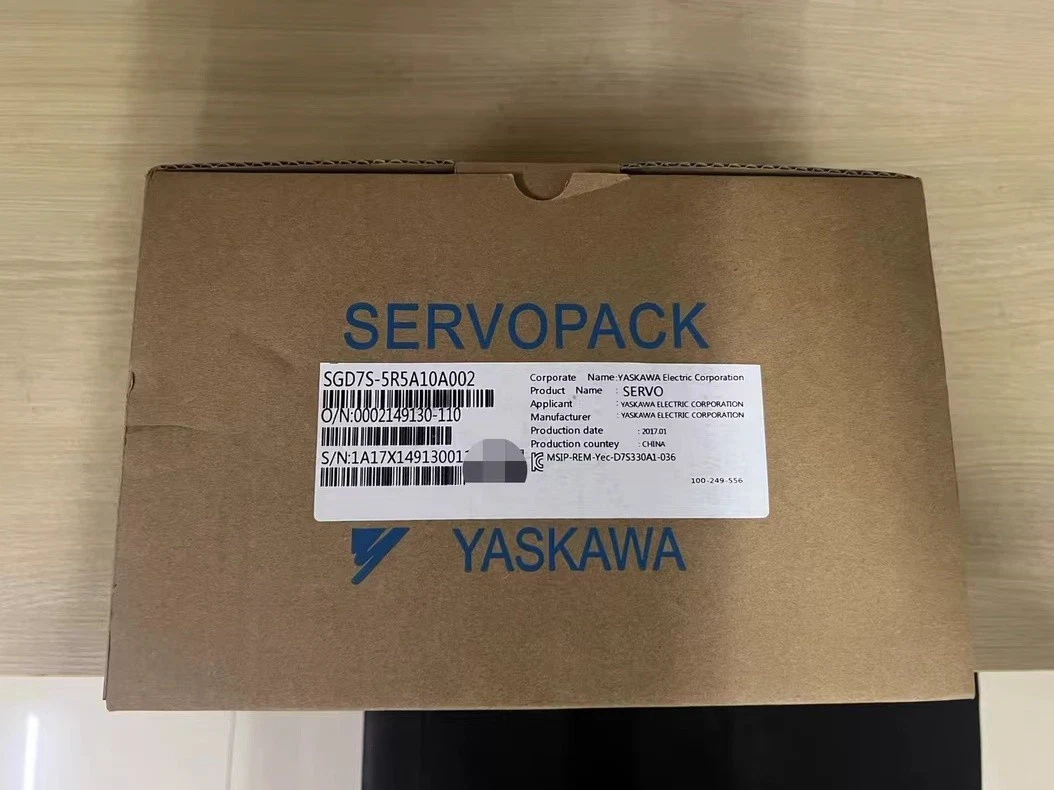 SERVOPACK
SGD7S-5R5A10A002
O/N:0002149130-110
S/N:1A17X149130011
Corporate Name:YASKAWA Electric Corporation
Product Name : SERVO
Applicant : YASKAWA ELECTRIC CORPORATION
Manufacturer : YASKAWA ELECTRIC CORPORATION
Production date : 2017.01
Production countey : CHINA
MSIP-REM-Yec-D7S330A1-036
100-249-556
YASKAWA